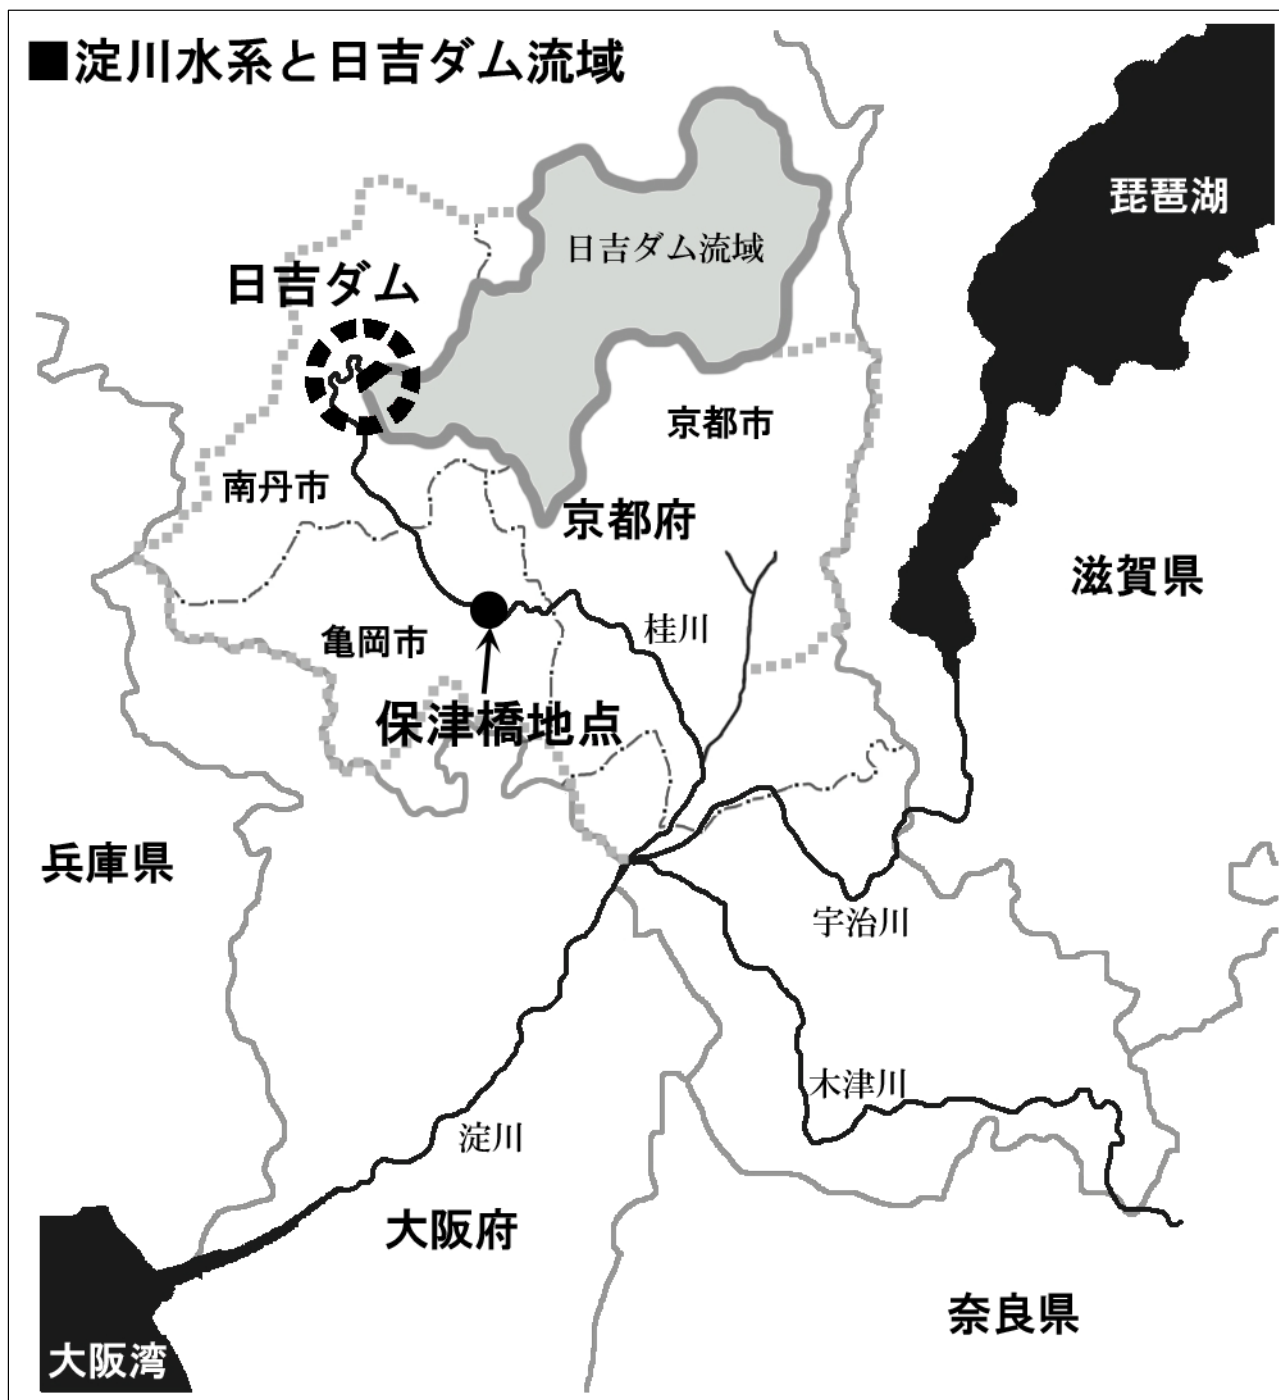 ■淀川水系と日吉ダム流域
琵琶湖
日吉ダム流域
日吉ダム
京都市
南丹市
京都府
滋賀県
桂川
亀岡市
保津橋地点
兵庫県
宇治川
木津川
淀川
大阪府
奈良県
大阪湾